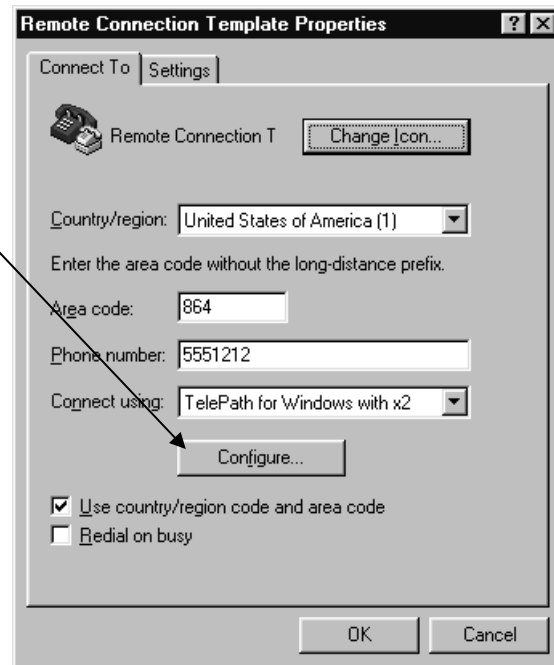 Remote Connection Template Properties ? X
Connect To Settings
Remote Connection T Change Icon...
Country/region: United States of America (1)
Enter the area code without the long-distance prefix.
Area code: 864
Phone number: 5551212
Connect using: TelePath for Windows with x2
Configure...
Use country/region code and area code
Redial on busy
OK Cancel